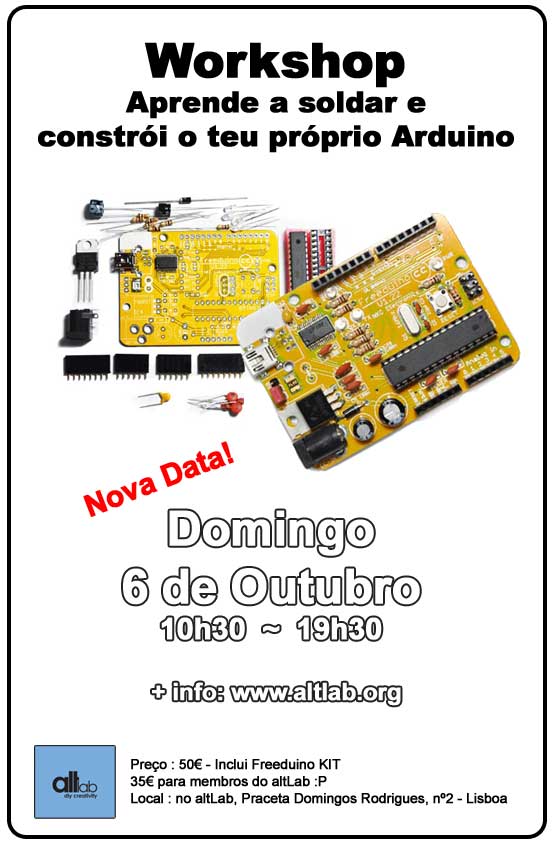 Workshop
Aprende a soldar e
constrói o teu próprio Arduino
Nova Data!
Domingo
6 de Outubro
10h30 ~ 19h30
+ info: www.altlab.org
altlab
diy creativity
Preço : 50€ - Inclui Freeduino KIT
35€ para membros do altLab :P
Local : no altLab, Praceta Domingos Rodrigues, nº2 - Lisboa